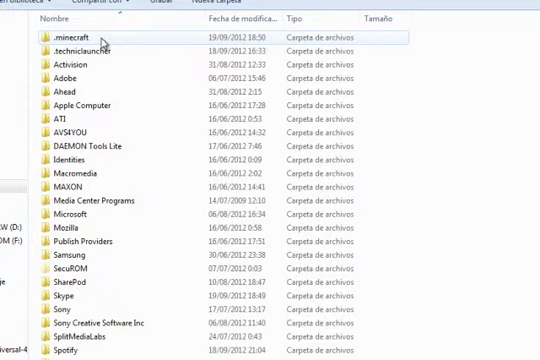 en biblioteca Compartir con Grabar Nueva carpeta
Nombre Fecha de modifica... Tipo Tamaño
.minecraft 19/09/2012 18:50 Carpeta de archivos
.techniclauncher 18/09/2012 16:33 Carpeta de archivos
Activision 31/08/2012 12:33 Carpeta de archivos
Adobe 06/07/2012 15:46 Carpeta de archivos
Ahead 31/08/2012 2:15 Carpeta de archivos
Apple Computer 16/06/2012 17:28 Carpeta de archivos
ATI 16/06/2012 0:53 Carpeta de archivos
AVS4YOU 16/06/2012 14:32 Carpeta de archivos
DAEMON Tools Lite 17/06/2012 7:46 Carpeta de archivos
Identities 16/06/2012 0:09 Carpeta de archivos
Macromedia 16/06/2012 2:02 Carpeta de archivos
MAXON 16/06/2012 14:41 Carpeta de archivos
Media Center Programs 14/07/2009 12:10 Carpeta de archivos
Microsoft 06/08/2012 16:34 Carpeta de archivos
Mozilla 16/06/2012 0:58 Carpeta de archivos
W (D:)
Publish Providers 16/06/2012 17:51 Carpeta de archivos
OM (F:)
Samsung 30/06/2012 23:38 Carpeta de archivos
SecuROM 07/07/2012 0:03 Carpeta de archivos
SharePod 10/08/2012 18:47 Carpeta de archivos
je
Skype 19/09/2012 18:49 Carpeta de archivos
Sony 17/07/2012 13:17 Carpeta de archivos
Sony Creative Software Inc 06/08/2012 11:40 Carpeta de archivos
SplitMediaLabs 24/07/2012 0:43 Carpeta de archivos
iversal-4
Spotify 18/09/2012 21:04 Carpeta de archivos